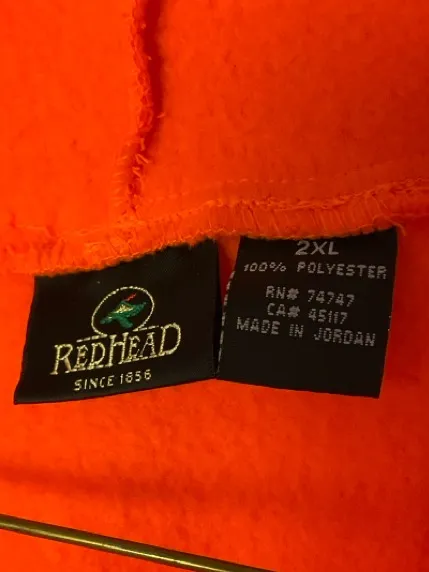 REDHEAD
SINCE 1856
2XL
100% POLYESTER
RN# 74747
CA# 45117
MADE IN JORDAN